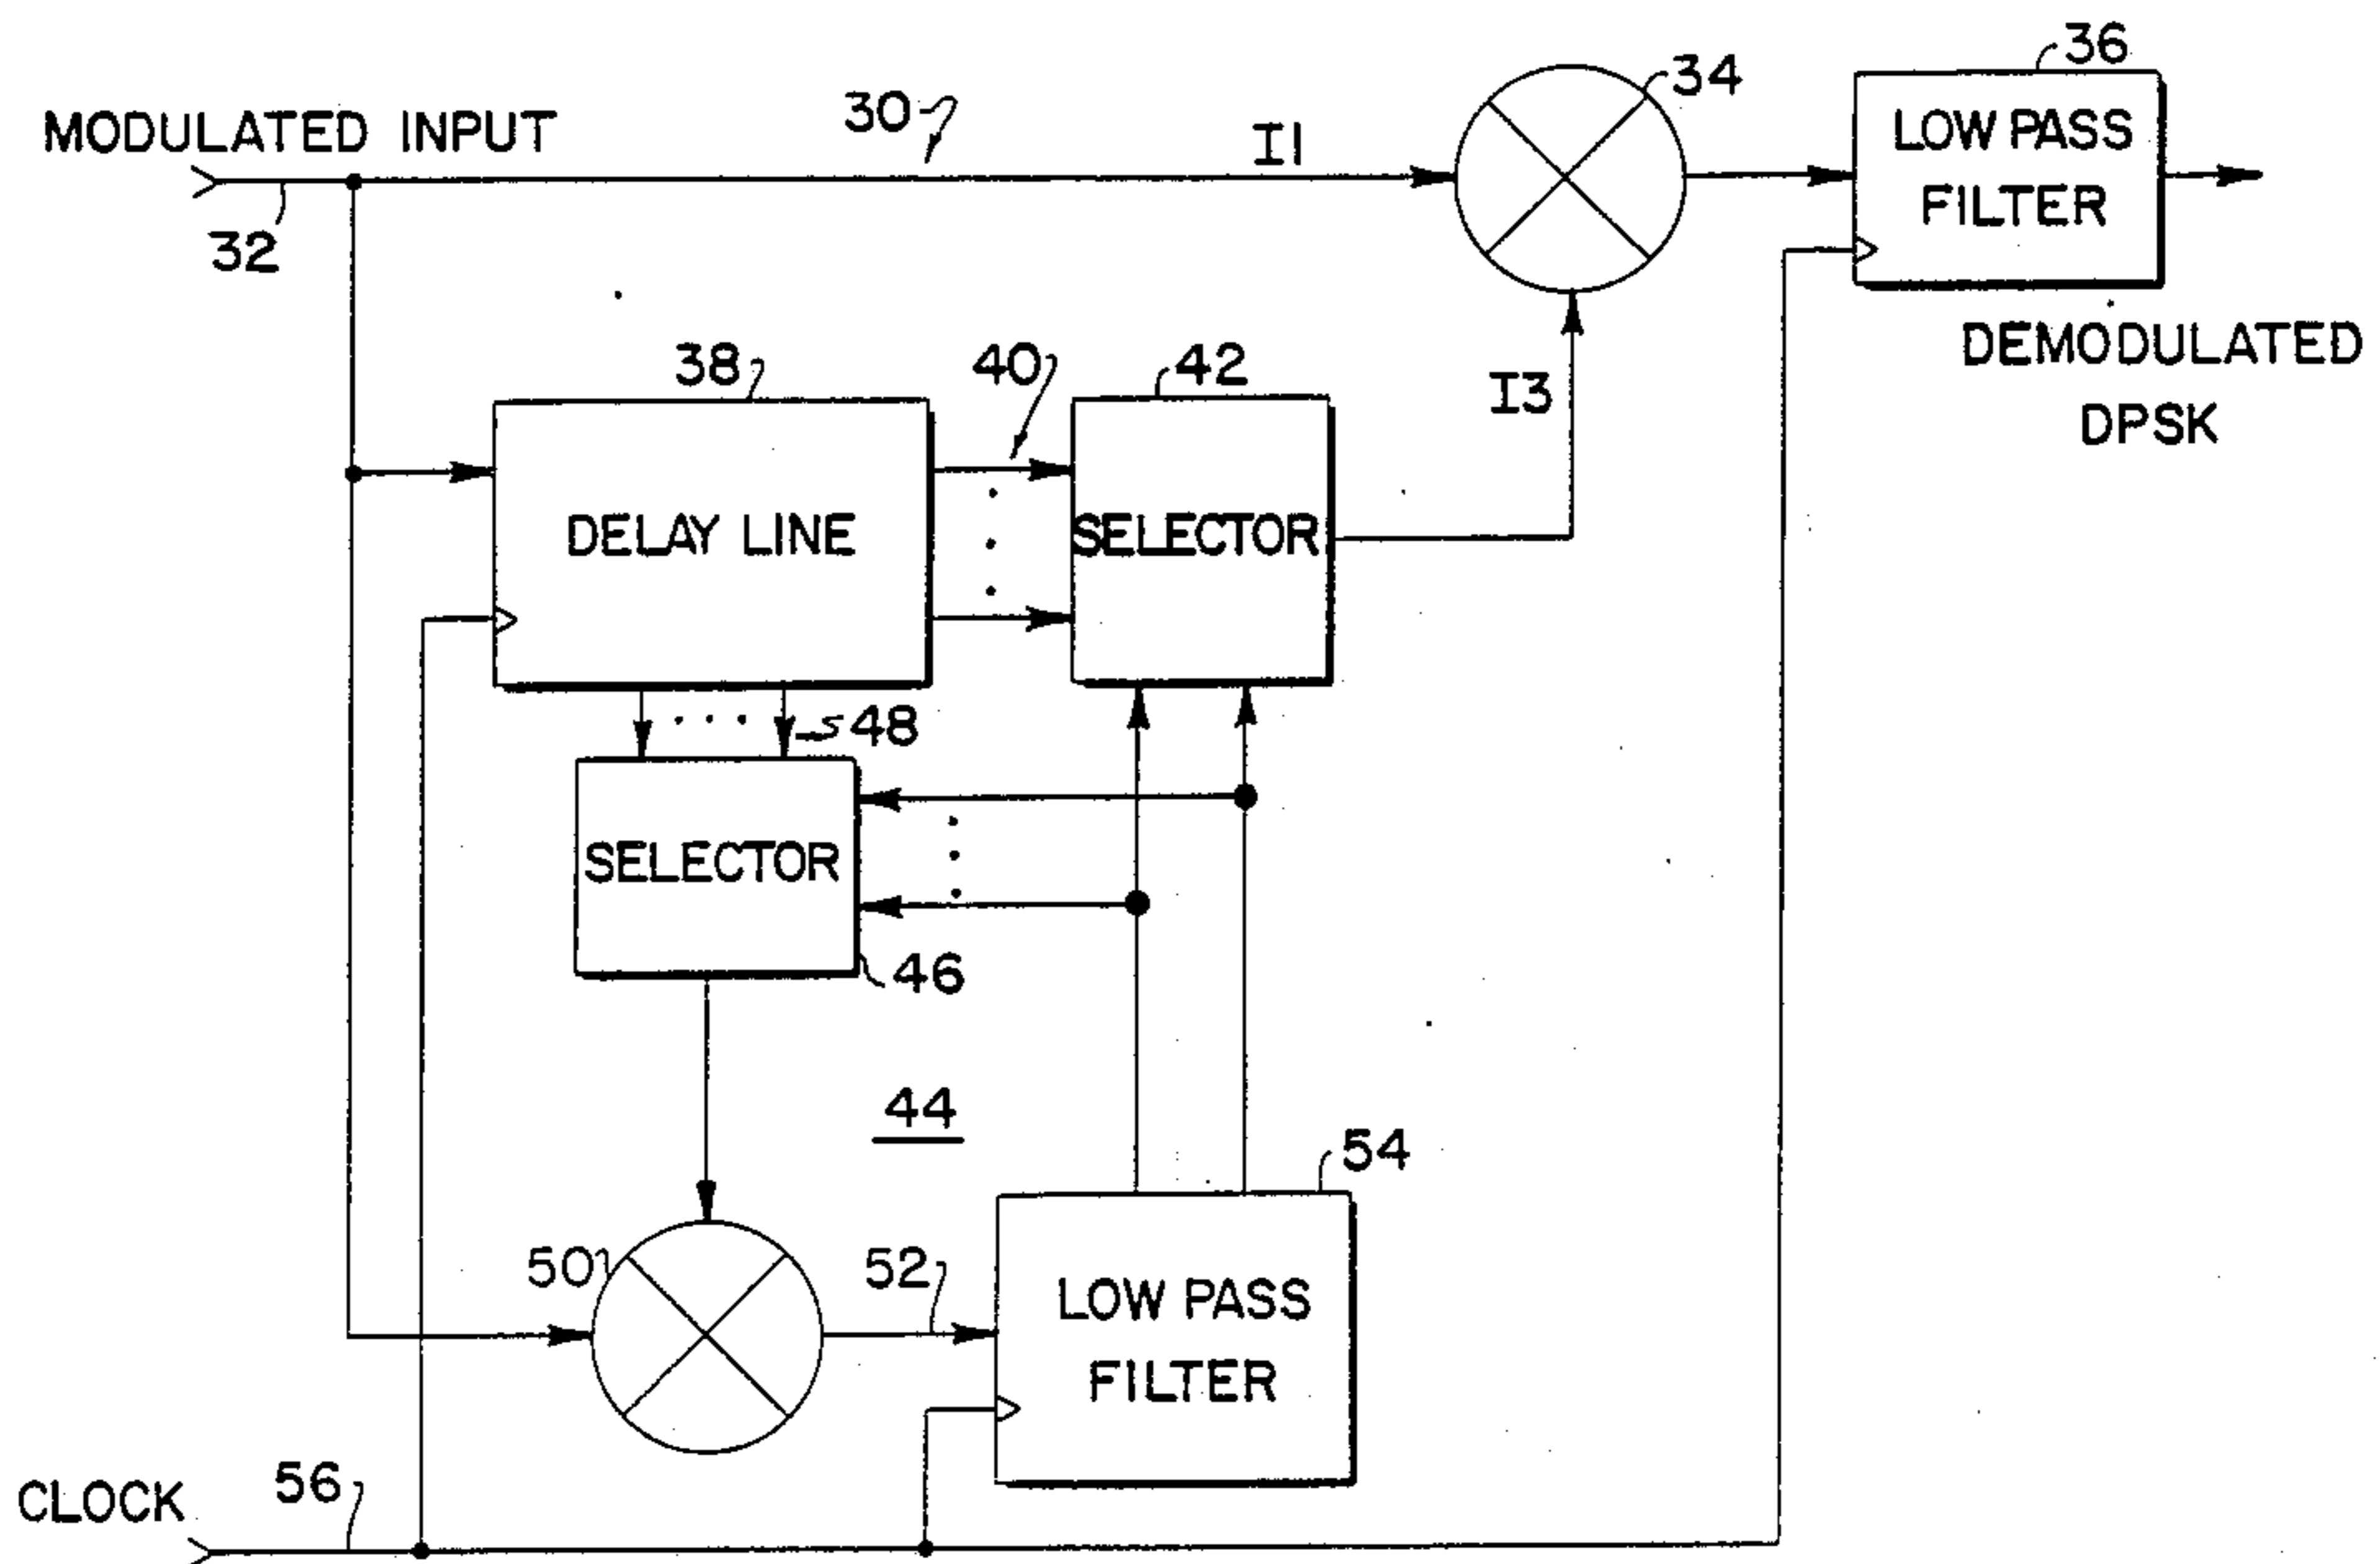 36
34
30
I1
LOW PASS
FILTER
MODULATED INPUT
32
DEMODULATED
DPSK
38
40
42
I3
DELAY LINE
SELECTOR
48
SELECTOR
46
44
54
50
52
LOW PASS
FILTER
CLOCK
56